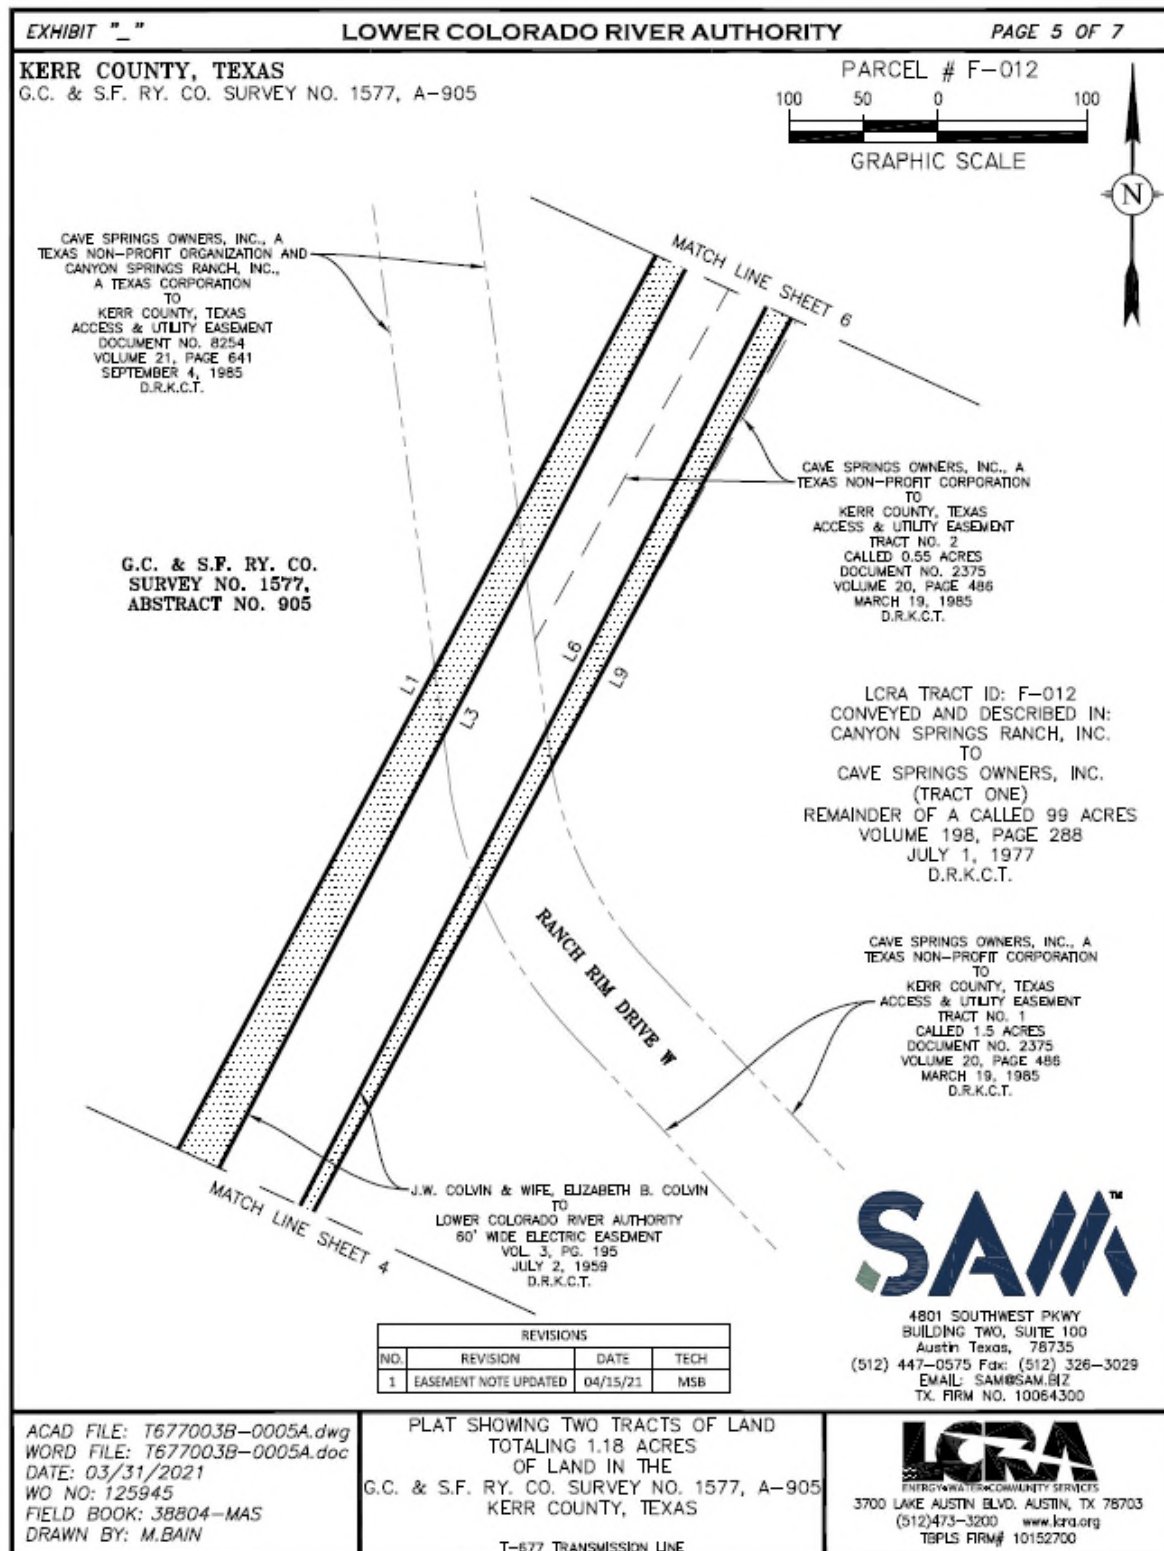 EXHIBIT "_"
LOWER COLORADO RIVER AUTHORITY
PAGE 5 OF 7
KERR COUNTY, TEXAS
G.C. & S.F. RY. CO. SURVEY NO. 1577, A-905
PARCEL # F-012
100 50 0 100
GRAPHIC SCALE
N
MATCH LINE SHEET 6
CAVE SPRINGS OWNERS, INC., A
TEXAS NON-PROFIT ORGANIZATION AND
CANYON SPRINGS RANCH, INC.,
A TEXAS CORPORATION
TO
KERR COUNTY, TEXAS
ACCESS & UTILITY EASEMENT
DOCUMENT NO. 8254
VOLUME 21, PAGE 641
SEPTEMBER 4, 1985
D.R.K.C.T.
CAVE SPRINGS OWNERS, INC., A
TEXAS NON-PROFIT CORPORATION
TO
KERR COUNTY, TEXAS
ACCESS & UTILITY EASEMENT
TRACT NO. 2
CALLED 0.55 ACRES
DOCUMENT NO. 2375
VOLUME 20, PAGE 486
MARCH 19, 1985
D.R.K.C.T.
G.C. & S.F. RY. CO.
SURVEY NO. 1577,
ABSTRACT NO. 905
L1
L3
L6
L9
LCRA TRACT ID: F-012
CONVEYED AND DESCRIBED IN:
CANYON SPRINGS RANCH, INC.
TO
CAVE SPRINGS OWNERS, INC.
(TRACT ONE)
REMAINDER OF A CALLED 99 ACRES
VOLUME 198, PAGE 288
JULY 1, 1977
D.R.K.C.T.
RANCH RIM DRIVE W
CAVE SPRINGS OWNERS, INC., A
TEXAS NON-PROFIT CORPORATION
TO
KERR COUNTY, TEXAS
ACCESS & UTILITY EASEMENT
TRACT NO. 1
CALLED 1.5 ACRES
DOCUMENT NO. 2375
VOLUME 20, PAGE 486
MARCH 19, 1985
D.R.K.C.T.
MATCH LINE SHEET 4
J.W. COLVIN & WIFE, ELIZABETH B. COLVIN
TO
LOWER COLORADO RIVER AUTHORITY
60' WIDE ELECTRIC EASEMENT
VOL. 3, PG. 195
JULY 2, 1959
D.R.K.C.T.
SAM™
4801 SOUTHWEST PKWY
BUILDING TWO, SUITE 100
Austin Texas, 78735
(512) 447-0575 Fax: (512) 326-3029
EMAIL: SAM@SAM.BIZ
TX. FIRM NO. 10064300
REVISIONS
NO. REVISION DATE TECH
1 EASEMENT NOTE UPDATED 04/15/21 MSB
ACAD FILE: T677003B-0005A.dwg
WORD FILE: T677003B-0005A.doc
DATE: 03/31/2021
WO NO: 125945
FIELD BOOK: 38804-MAS
DRAWN BY: M.BAIN
PLAT SHOWING TWO TRACTS OF LAND
TOTALING 1.18 ACRES
OF LAND IN THE
G.C. & S.F. RY. CO. SURVEY NO. 1577, A-905
KERR COUNTY, TEXAS
T-677 TRANSMISSION LINE
LCRA
ENERGY•WATER•COMMUNITY SERVICES
3700 LAKE AUSTIN BLVD. AUSTIN, TX 78703
(512)473-3200 www.lcra.org
TBPLS FIRM# 10152700